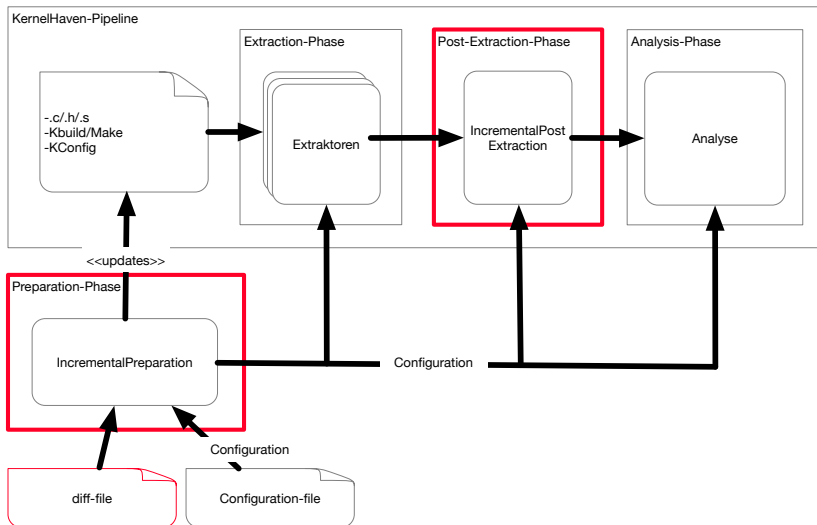 KernelHaven-Pipeline
Extraction-Phase
Post-Extraction-Phase
Analysis-Phase
-.c/.h/.s
-Kbuild/Make
-KConfig
Extraktoren
IncrementalPost
Extraction
Analyse
<<updates>>
Preparation-Phase
IncrementalPreparation
Configuration
Configuration
diff-file
Configuration-file